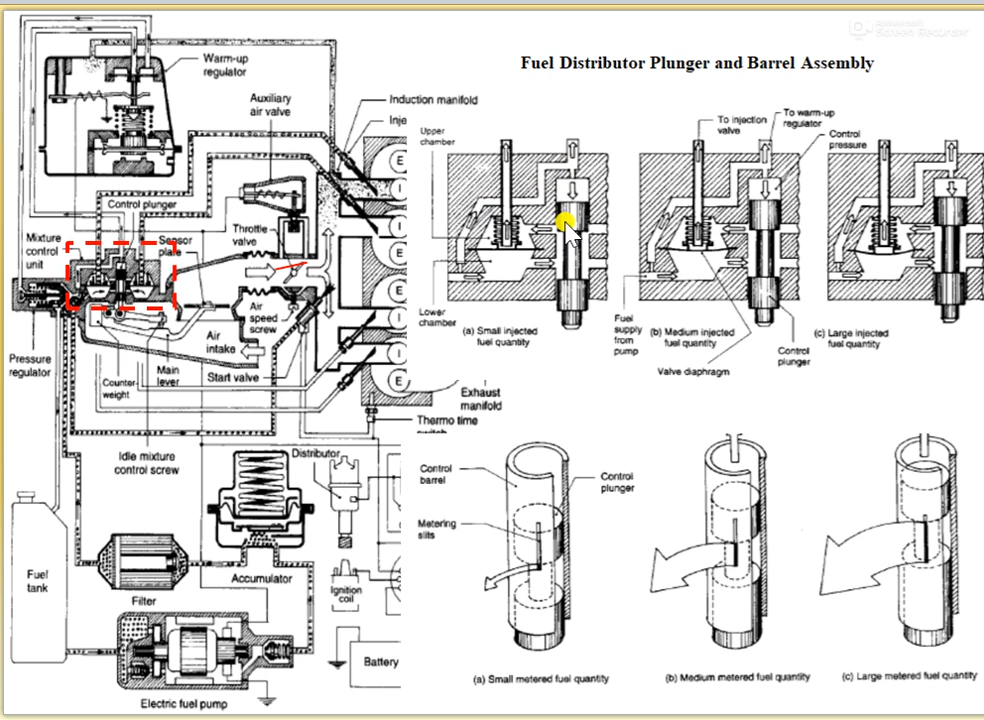 Screen Recorder
Fuel Distributor Plunger and Barrel Assembly
Warm-up
regulator
Auxiliary
air valve
Induction manifold
Inje
Control plunger
Mixture
control
unit
Sensor
plate
Throttle
valve
E
I
I
E
E
I
I
E
Air
speed
screw
Air
intake
Pressure
regulator
Counter-
weight
Main
lever
Start valve
Exhaust
manifold
Thermo time
switch
Idle mixture
control screw
Distributor
Fuel
tank
Filter
Accumulator
Ignition
coil
Battery
Electric fuel pump
Upper
chamber
Lower
chamber
(a) Small injected
fuel quantity
To injection
valve
To warm-up
regulator
Control
pressure
Fuel
supply
from
pump
(b) Medium injected
fuel quantity
Valve diaphragm
Control
plunger
(c) Large injected
fuel quantity
Control
barrel
Control
plunger
Metering
slits
(a) Small metered fuel quantity
(b) Medium metered fuel quantity
(c) Large metered fuel quantity